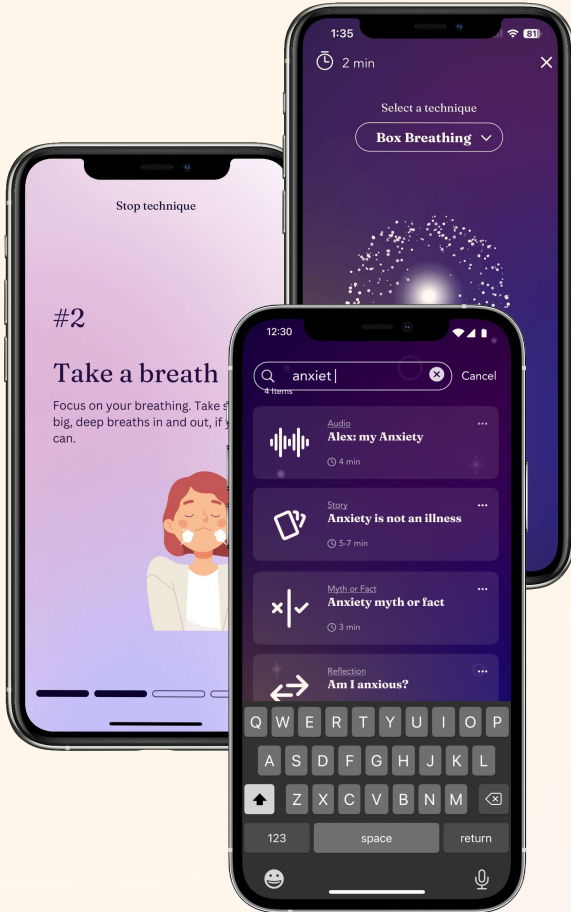 1:35
81
2 min
Select a technique
Box Breathing
Stop technique
#2
Take a breath
Focus on your breathing. Take
big, deep breaths in and out, if
can.
12:30
anxiet
Cancel
4 Items
Audio
Alex: my Anxiety
4 min
Story
Anxiety is not an illness
5-7 min
Myth or Fact
Anxiety myth or fact
3 min
Reflection
Am I anxious?
Q W E R T Y U I O P
A S D F G H J K L
Z X C V B N M
123 space return